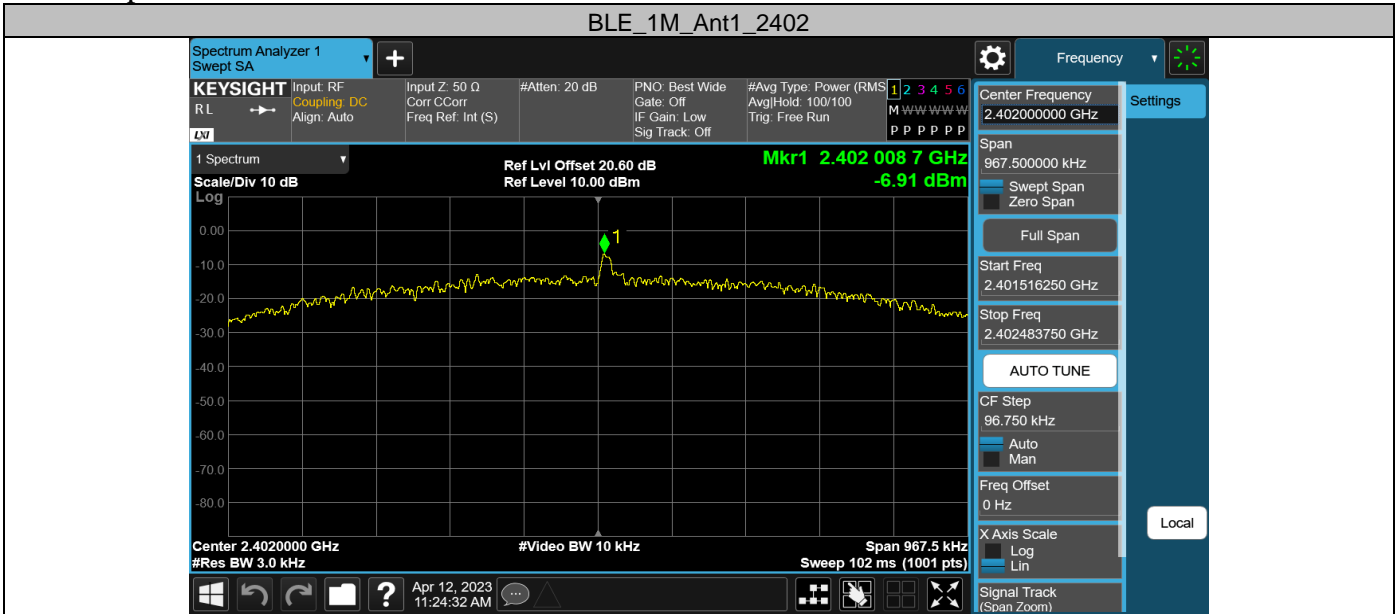 BLE_1M_Ant1_2402
Spectrum Analyzer 1
Swept SA
Frequency
KEYSIGHT
RL
LXI
Input: RF
Coupling: DC
Align: Auto
Input Z: 50 Ω
Corr CCorr
Freq Ref: Int (S)
#Atten: 20 dB
PNO: Best Wide
Gate: Off
IF Gain: Low
Sig Track: Off
#Avg Type: Power (RMS
Avg|Hold: 100/100
Trig: Free Run
1 2 3 4 5 6
M W W W W W
P P P P P P
1 Spectrum
Scale/Div 10 dB
Ref Lvl Offset 20.60 dB
Ref Level 10.00 dBm
Mkr1 2.402 008 7 GHz
-6.91 dBm
Log
0.00
-10.0
-20.0
-30.0
-40.0
-50.0
-60.0
-70.0
-80.0
1
Center 2.4020000 GHz
#Video BW 10 kHz
Span 967.5 kHz
#Res BW 3.0 kHz
Sweep 102 ms (1001 pts)
Apr 12, 2023
11:24:32 AM
Center Frequency
2.402000000 GHz
Settings
Span
967.500000 kHz
Swept Span
Zero Span
Full Span
Start Freq
2.401516250 GHz
Stop Freq
2.402483750 GHz
AUTO TUNE
CF Step
96.750 kHz
Auto
Man
Freq Offset
0 Hz
X Axis Scale
Log
Lin
Local
Signal Track
(Span Zoom)